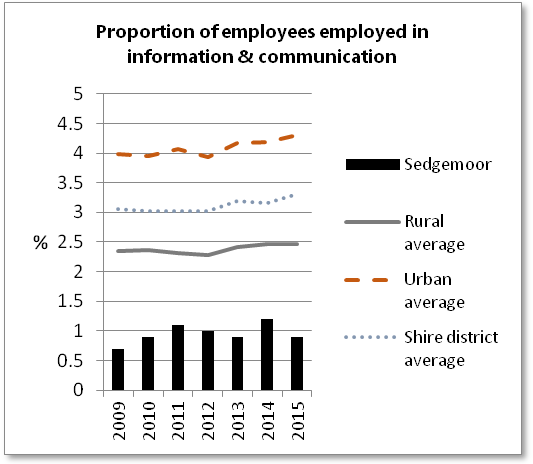 Proportion of employees employed in
information & communication
5
4.5
4
3.5
3
2.5
2
1.5
1
0.5
0
%
2009
2010
2011
2012
2013
2014
2015
Sedgemoor
Rural
average
Urban
average
Shire district
average